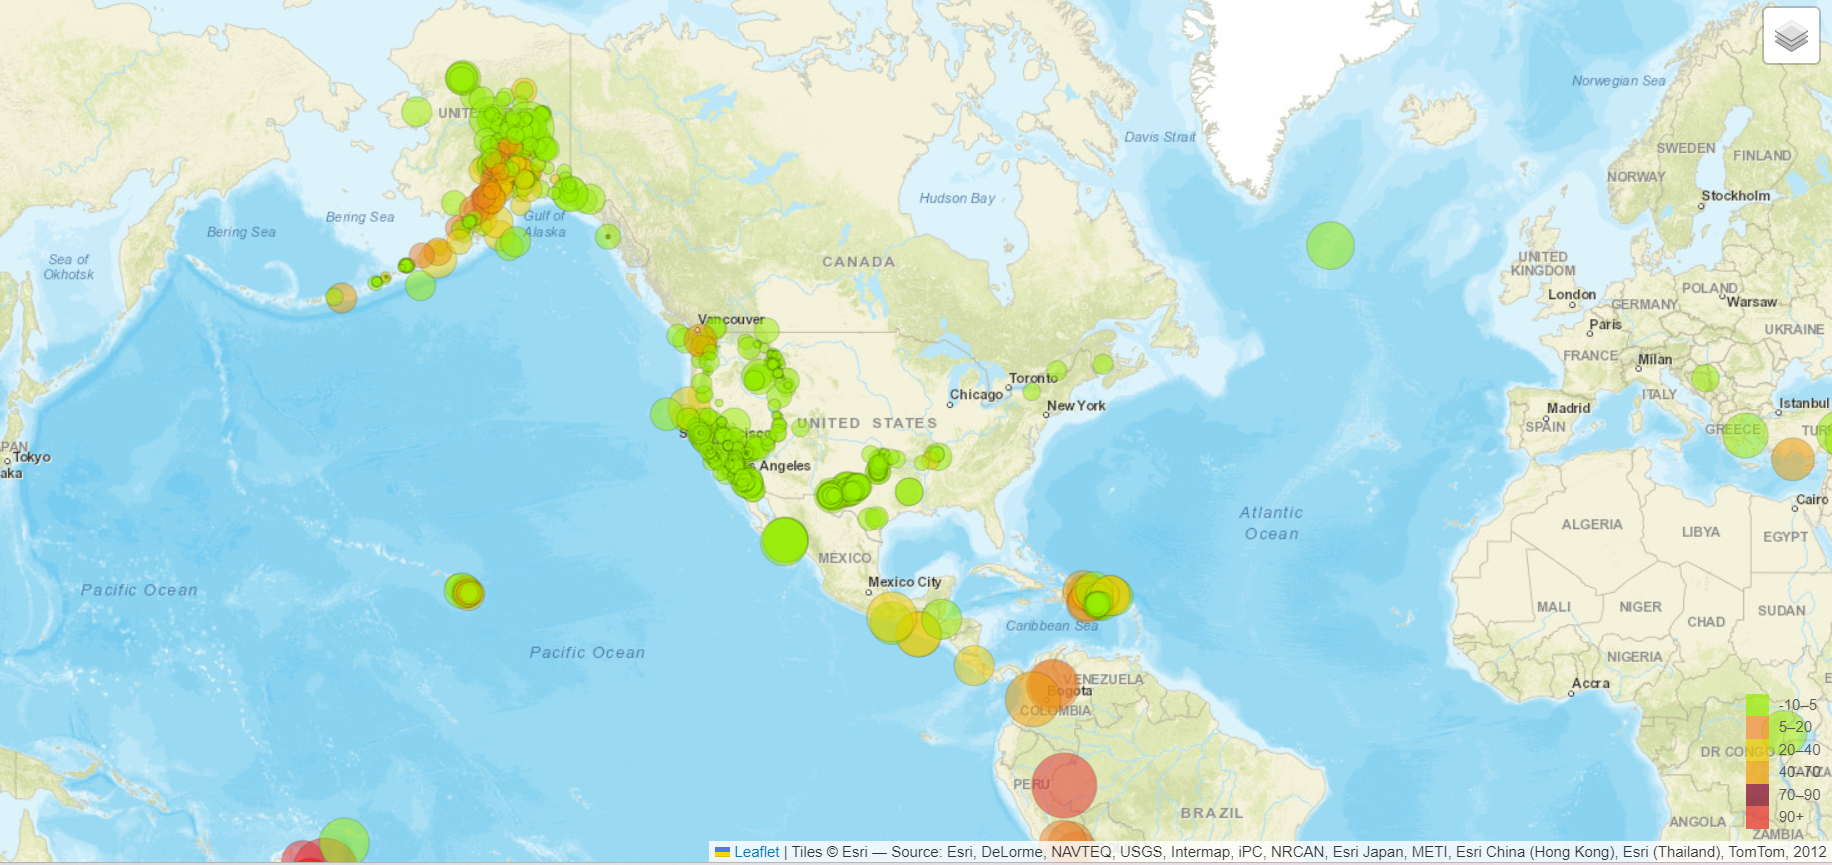 Norwegian Sea
UNITE
Davis Strait
SWEDEN
FINLAND
NORWAY
Stockholm
Hudson Bay
Bering Sea
Gulf of
Alaska
Bering Sea
Sea of
Okhotsk
CANADA
UNITED
KINGDOM
London
POLAND
Warsaw
GERMANY
Paris
UKRAINE
FRANCE
Milan
Vancouver
Toronto
Chicago
New York
ITALY
Istanbul
Madrid
SPAIN
GREECE
TUR
UNITED STATES
S
isco
PAN
Tokyo
aka
s Angeles
Cairo
Atlantic
Ocean
ALGERIA
LIBYA
EGYPT
MÉXICO
Mexico City
Pacific Ocean
MALI
NIGER
SUDAN
CHAD
Caribbean Sea
Pacific Ocean
NIGERIA
VENEZUELA
Bogota
COLOMBIA
Accra
E
-10–5
5–20
DR CONGO
20–40
40–70
TANZA
PERU
70–90
BRAZIL
ANGOLA
90+
ZAMBIA
Leaflet | Tiles © Esri — Source: Esri, DeLorme, NAVTEQ, USGS, Intermap, iPC, NRCAN, Esri Japan, METI, Esri China (Hong Kong), Esri (Thailand), TomTom, 2012